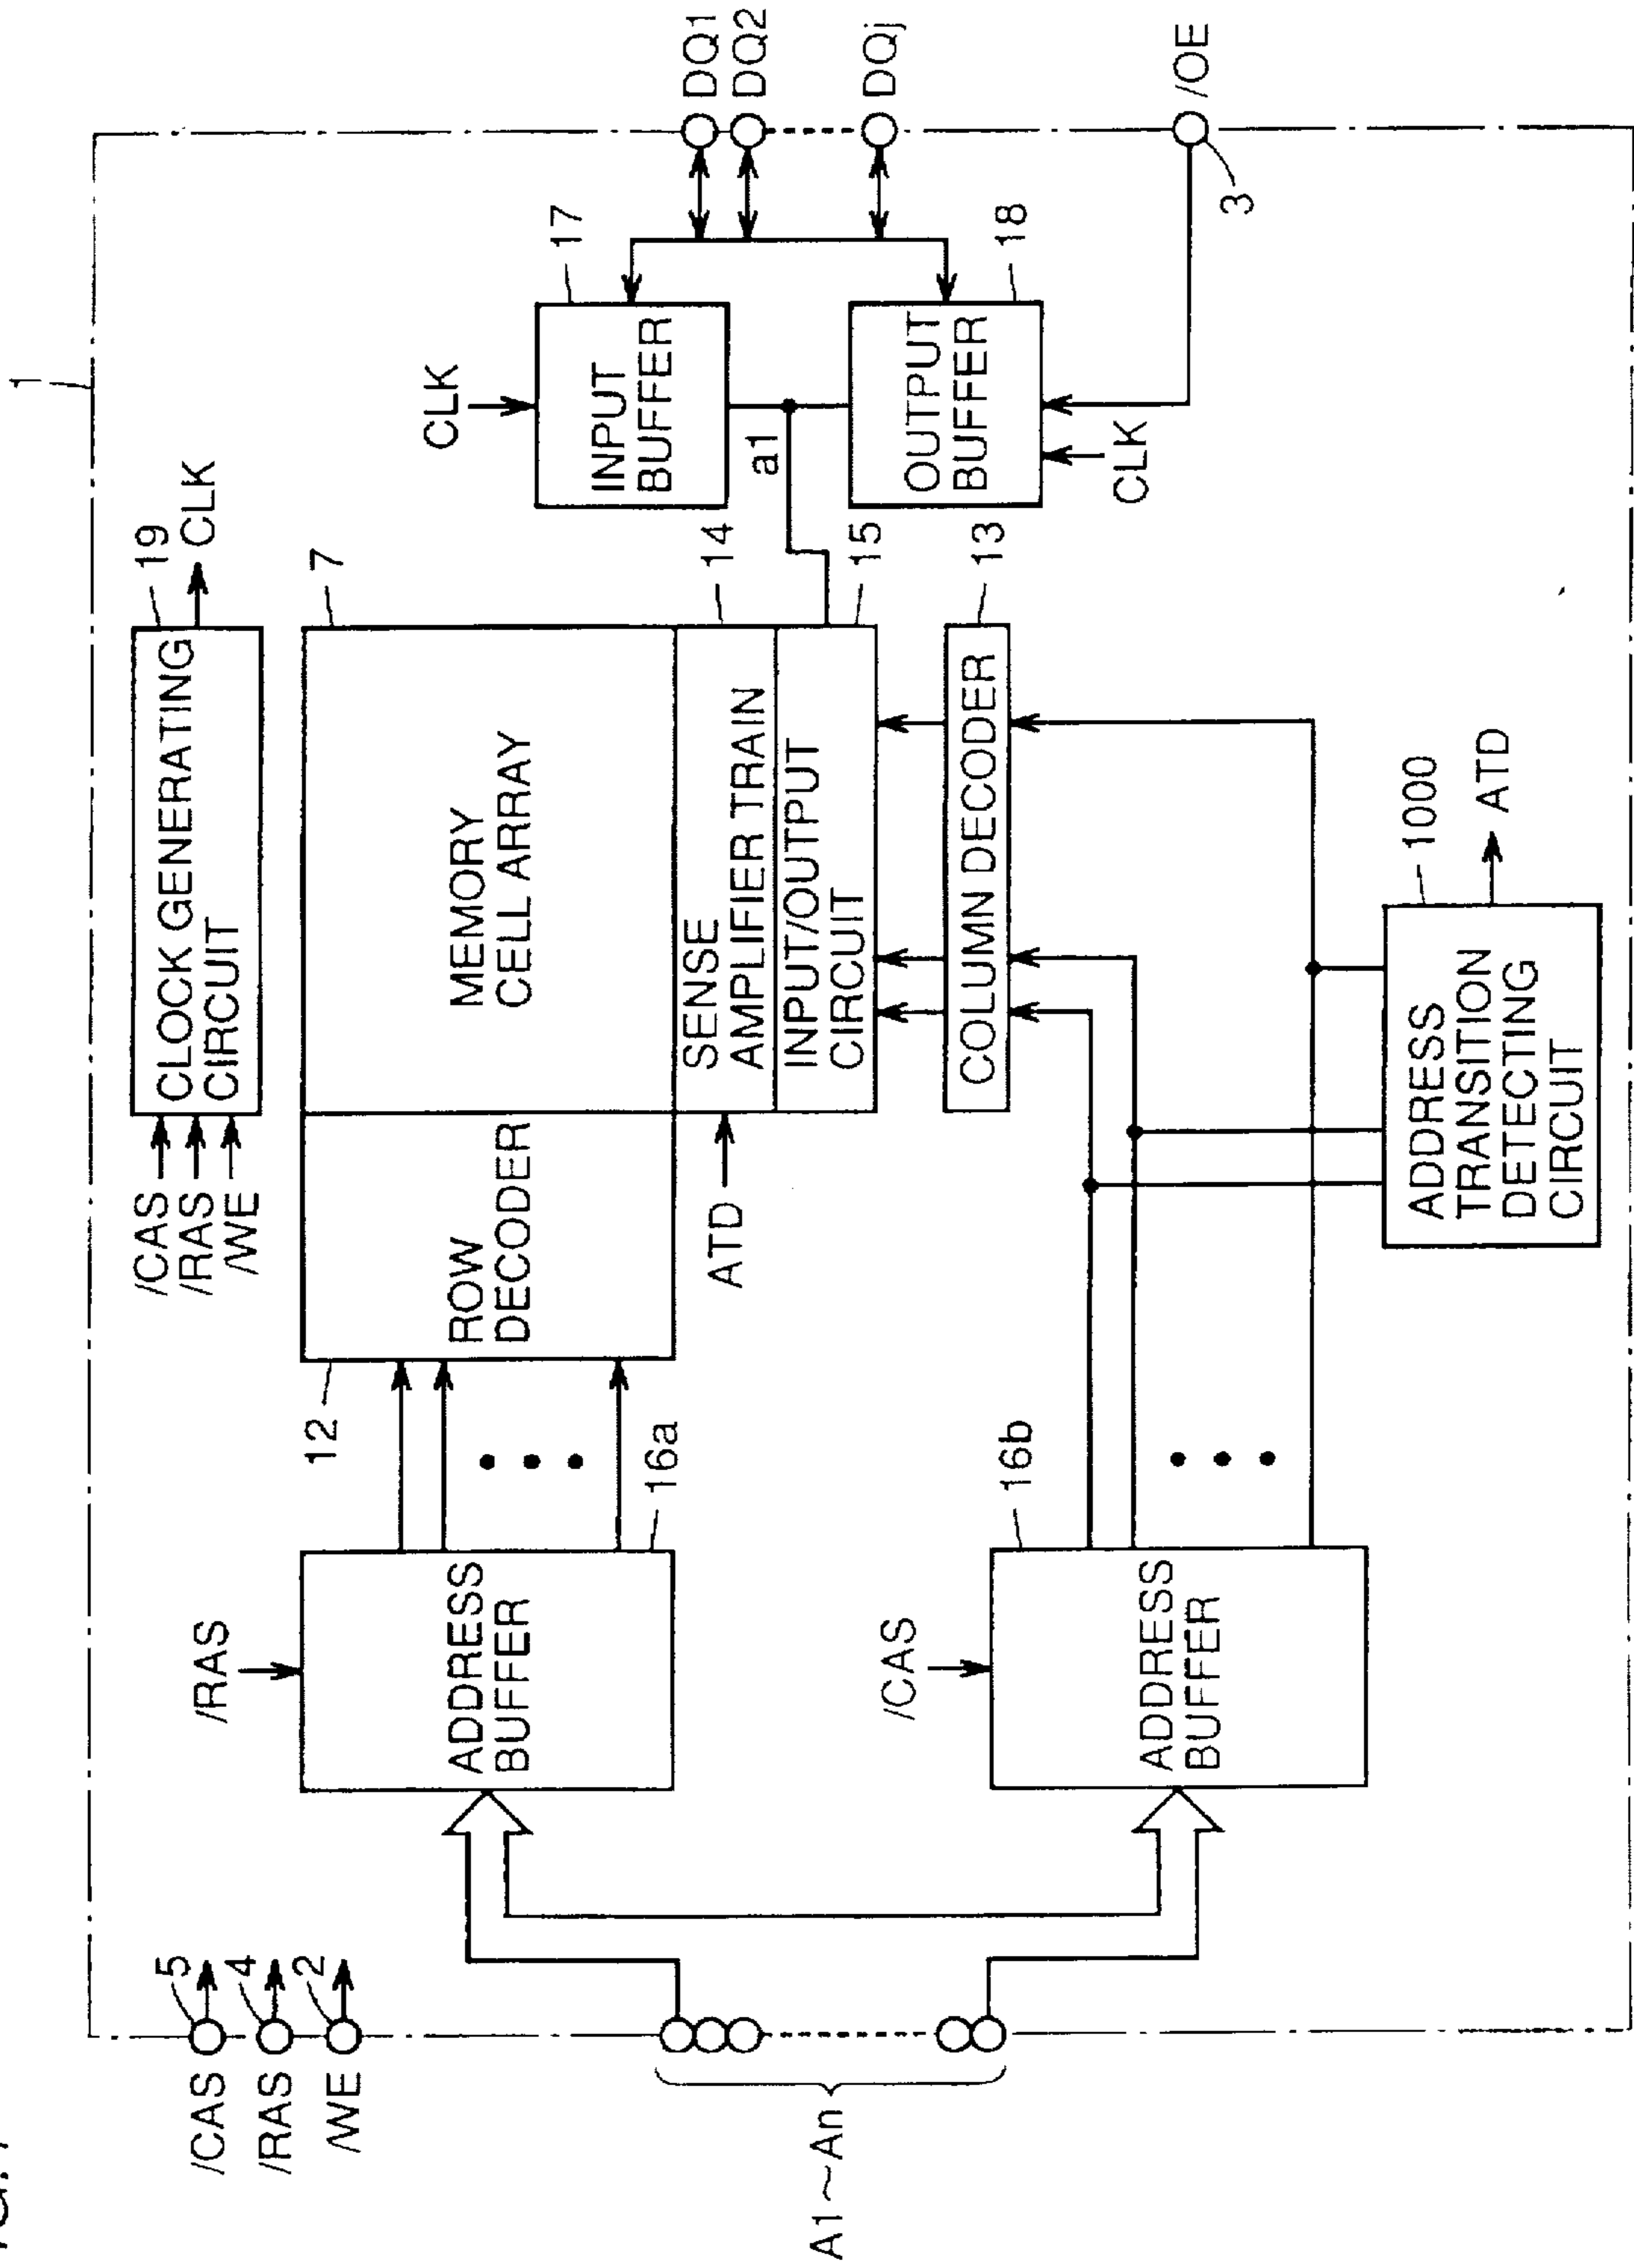 1
/CAS
5
/RAS
4
/WE
2
A1~An
/RAS
ADDRESS
BUFFER
16a
/CAS
ADDRESS
BUFFER
16b
/CAS
/RAS
/WE
CLOCK GENERATING
CIRCUIT
19
CLK
12
ROW
DECODER
MEMORY
CELL ARRAY
7
ATD
SENSE
AMPLIFIER TRAIN
14
INPUT/OUTPUT
CIRCUIT
15
COLUMN DECODER
13
ADDRESS
TRANSITION
DETECTING
CIRCUIT
1000
ATD
CLK
INPUT
BUFFER
17
a1
OUTPUT
BUFFER
18
CLK
DQ1
DQ2
DQj
/OE
3